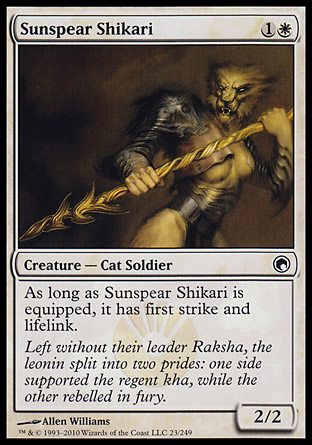 Sunspear Shikari 1
Creature — Cat Soldier
As long as Sunspear Shikari is
equipped, it has first strike and
lifelink.
Left without their leader Raksha, the
leonin split into two prides: one side
supported the regent kha, while the
other rebelled in fury.
Allen Williams
™ & © 1993–2010 Wizards of the Coast LLC 23/249
2/2